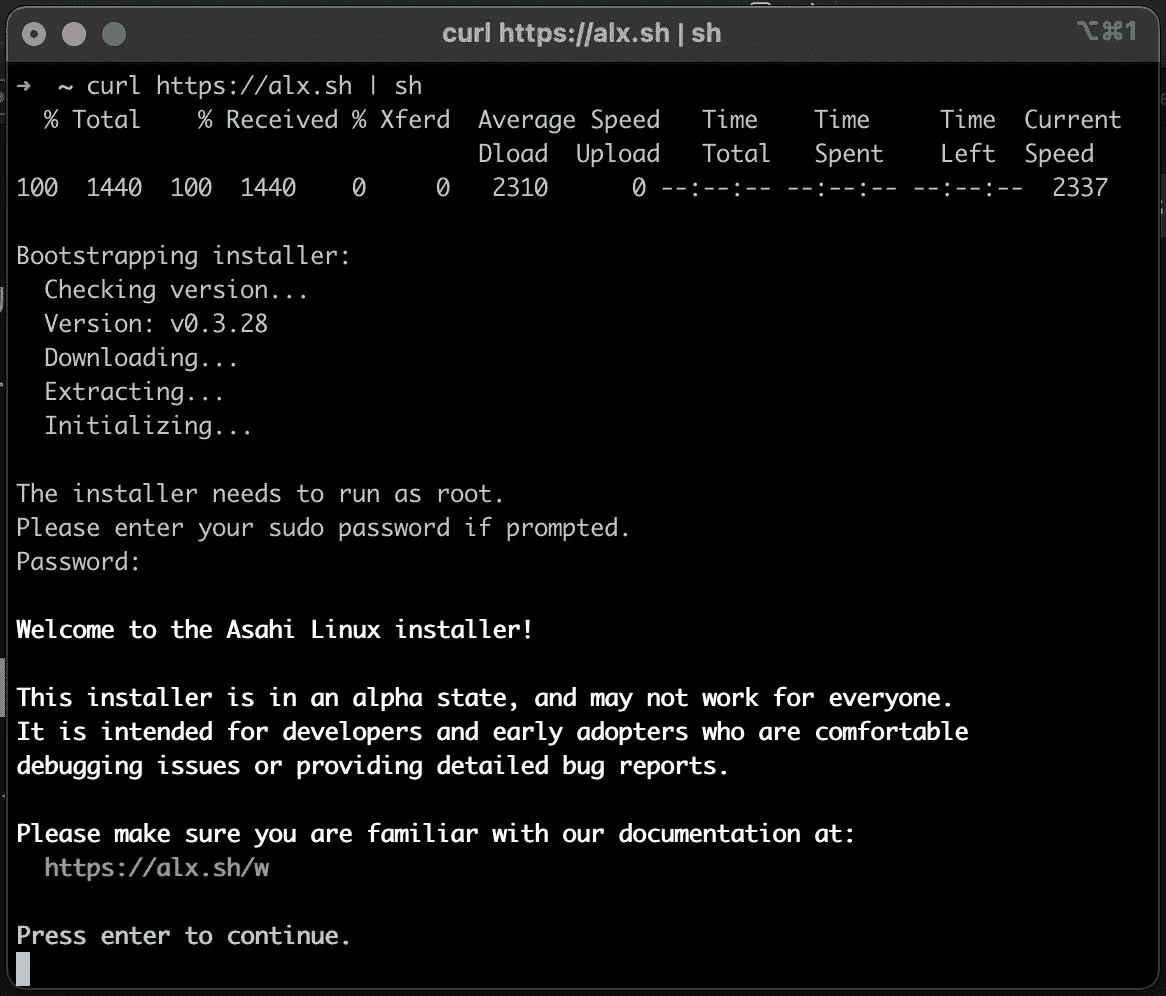 curl https://alx.sh | sh
⌥⌘1
→ ~ curl https://alx.sh | sh
% Total % Received % Xferd Average Speed Time Time Time Current
Dload Upload Total Spent Left Speed
100 1440 100 1440 0 0 2310 0 --:--:-- --:--:-- --:--:-- 2337
Bootstrapping installer:
Checking version...
Version: v0.3.28
Downloading...
Extracting...
Initializing...
The installer needs to run as root.
Please enter your sudo password if prompted.
Password:
Welcome to the Asahi Linux installer!
This installer is in an alpha state, and may not work for everyone.
It is intended for developers and early adopters who are comfortable
debugging issues or providing detailed bug reports.
Please make sure you are familiar with our documentation at:
https://alx.sh/w
Press enter to continue.